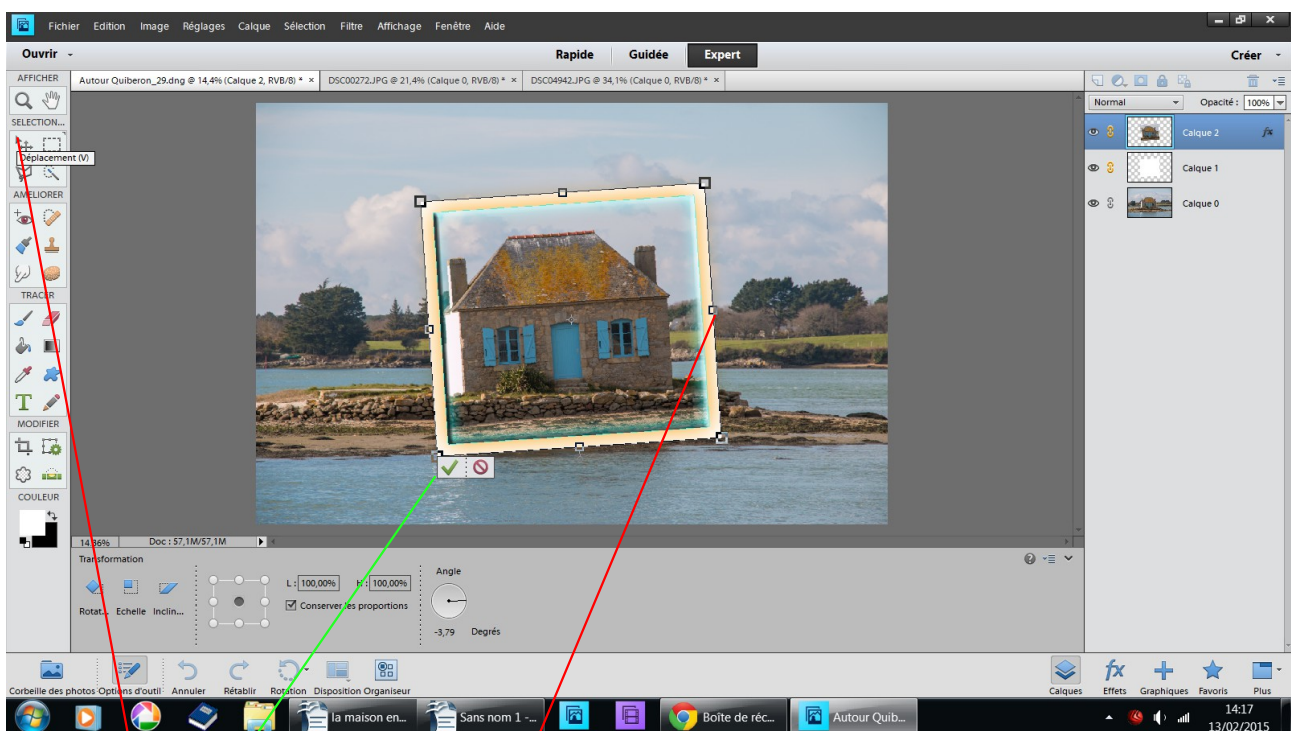 Fichier Edition Image Réglages Calque Sélection Filtre Affichage Fenêtre Aide
Ouvrir Rapide Guidée Expert Créer
AFFICHER
Autour Quiberon_29.dng @ 14,4% (Calque 2, RVB/8) * × DSC00272.JPG @ 21,4% (Calque 0, RVB/8) * × DSC04942.JPG @ 34,1% (Calque 0, RVB/8) * ×
Normal Opacité : 100%
SELECTION...
Déplacement (V)
Calque 2 fx
Calque 1
AMELIORER
Calque 0
TRACER
T
MODIFIER
COULEUR
14,36% Doc : 57,1M/57,1M
Transformation
Angle
L : 100,00% H : 100,00%
Rotat... Echelle Inclin... Conserver les proportions
-3,79 Degrés
fx
Corbeille des photos Options d'outil Annuler Rétablir Rotation Disposition Organiseur Calques Effets Graphiques Favoris Plus
la maison en... Sans nom 1 -... Boîte de réc... Autour Quib...
14:17
13/02/2015